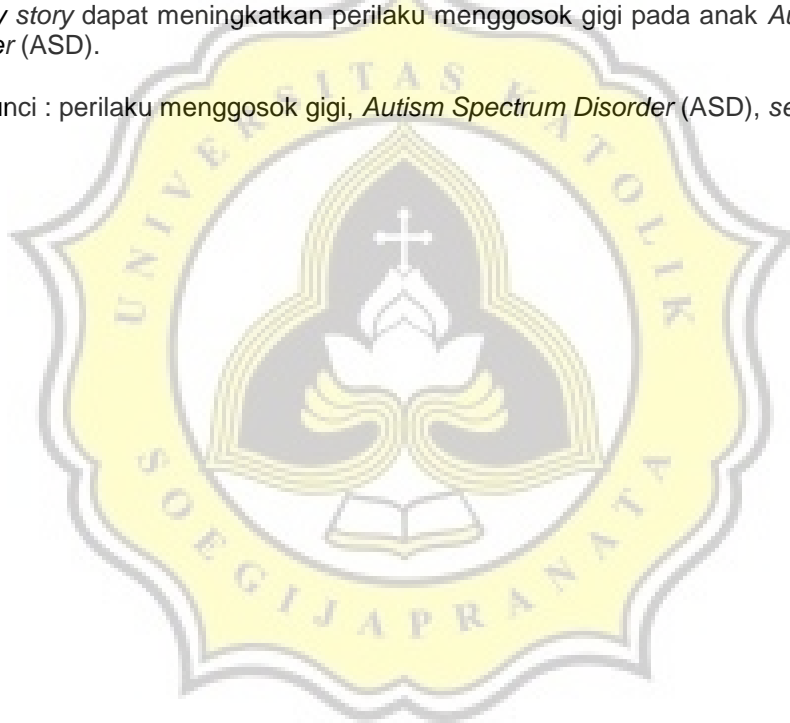 y story dapat meningkatkan perilaku menggosok gigi pada anak Au
er (ASD).
unci : perilaku menggosok gigi, Autism Spectrum Disorder (ASD), se
UNIVERSITAS KATOLIK
SOEGIJAPRANATA